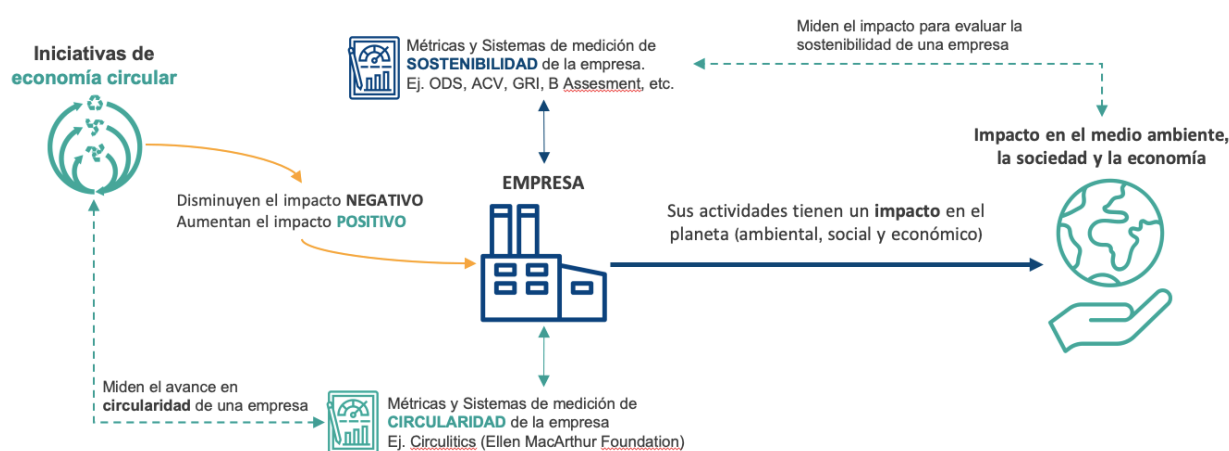 Iniciativas de
economía circular
Métricas y Sistemas de medición de
SOSTENIBILIDAD de la empresa.
Ej. ODS, ACV, GRI, B Assesment, etc.
Miden el impacto para evaluar la
sostenibilidad de una empresa
Impacto en el medio ambiente,
la sociedad y la economía
Disminuyen el impacto NEGATIVO
Aumentan el impacto POSITIVO
EMPRESA
Sus actividades tienen un impacto en el
planeta (ambiental, social y económico)
Miden el avance en
circularidad de una empresa
Métricas y Sistemas de medición de
CIRCULARIDAD de la empresa
Ej. Circulitics (Ellen MacArthur Foundation)